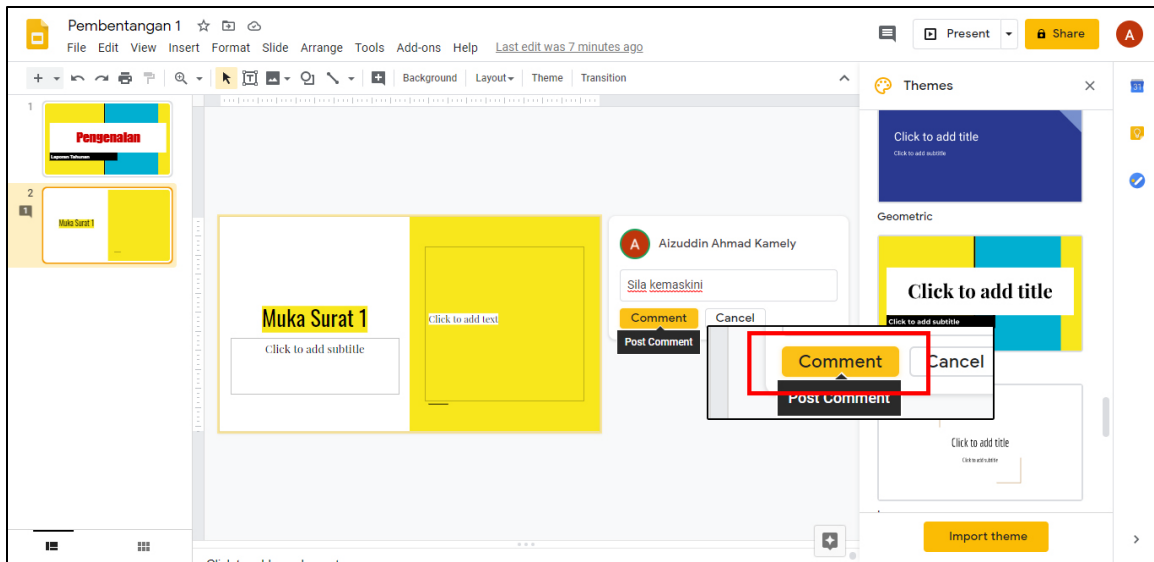 Pembentangan 1
File Edit View Insert Format Slide Arrange Tools Add-ons Help Last edit was 7 minutes ago
Present
Share
A
Background Layout Theme Transition
1
Pengenalan
Laporan Tahunan
2
1
Muka Surat 1
Muka Surat 1
Click to add subtitle
Click to add text
A
Aizuddin Ahmad Kamely
Sila kemaskini
Comment Cancel
Post Comment
Comment Cancel
Post Comment
Themes
Click to add title
Click to add subtitle
Geometric
Click to add title
Click to add subtitle
Click to add title
Click to add subtitle
Import theme
31